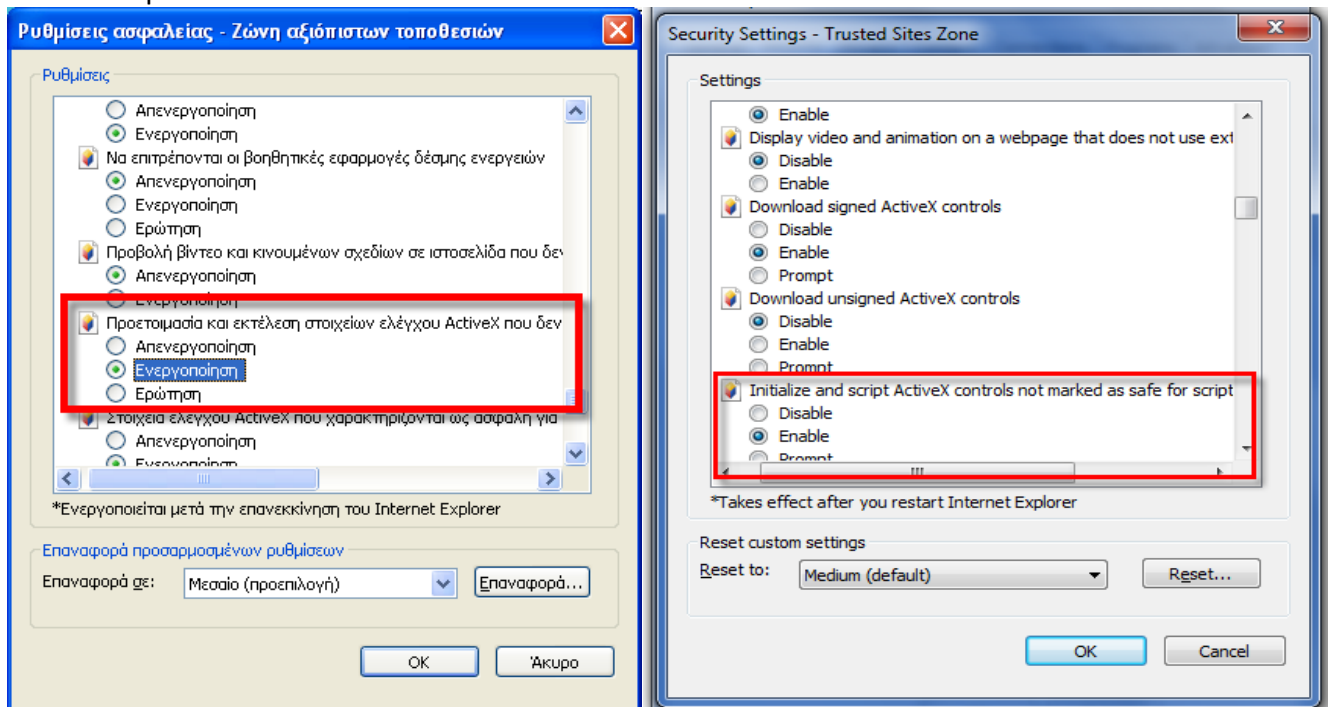 Ρυθμίσεις ασφαλείας - Ζώνη αξιόπιστων τοποθεσιών
Ρυθμίσεις
Απενεργοποίηση
Ενεργοποίηση
Να επιτρέπονται οι βοηθητικές εφαρμογές δέσμης ενεργειών
Απενεργοποίηση
Ενεργοποίηση
Ερώτηση
Προβολή βίντεο και κινουμένων σχεδίων σε ιστοσελίδα που δεν
Απενεργοποίηση
Ενεργοποίηση
Προετοιμασία και εκτέλεση στοιχείων ελέγχου ActiveX που δεν
Απενεργοποίηση
Ενεργοποίηση
Ερώτηση
Στοιχεία ελέγχου ActiveX που χαρακτηρίζονται ως ασφαλή για
Απενεργοποίηση
Ενεργοποίηση
*Ενεργοποιείται μετά την επανεκκίνηση του Internet Explorer
Επαναφορά προσαρμοσμένων ρυθμίσεων
Επαναφορά σε:
Μεσαίο (προεπιλογή)
Επαναφορά...
OK
Άκυρο
Security Settings - Trusted Sites Zone
Settings
Enable
Display video and animation on a webpage that does not use ext
Disable
Enable
Download signed ActiveX controls
Disable
Enable
Prompt
Download unsigned ActiveX controls
Disable
Enable
Prompt
Initialize and script ActiveX controls not marked as safe for script
Disable
Enable
Prompt
*Takes effect after you restart Internet Explorer
Reset custom settings
Reset to:
Medium (default)
Reset...
OK
Cancel